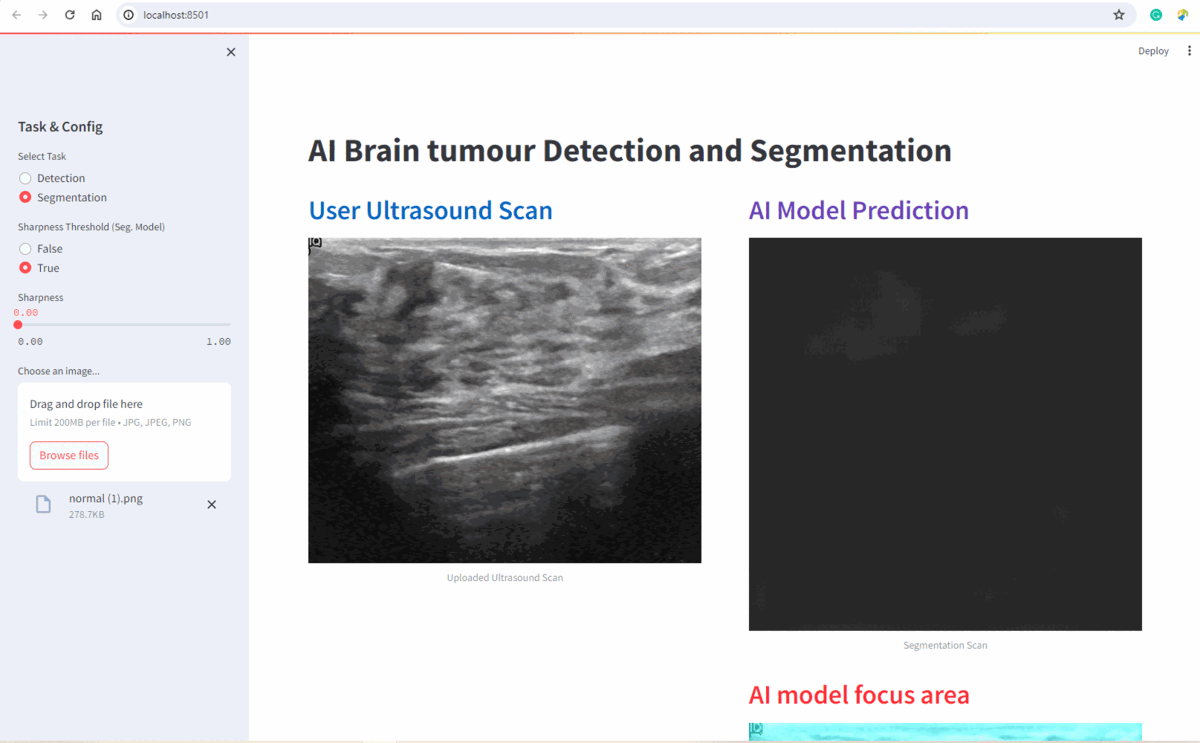 localhost:8501
Deploy
Task & Config
Select Task
Detection
Segmentation
Sharpness Threshold (Seg. Model)
False
True
Sharpness
0.00
0.00 1.00
Choose an image...
Drag and drop file here
Limit 200MB per file • JPG, JPEG, PNG
Browse files
normal (1).png
278.7KB
AI Brain tumour Detection and Segmentation
User Ultrasound Scan
Uploaded Ultrasound Scan
AI Model Prediction
Segmentation Scan
AI model focus area